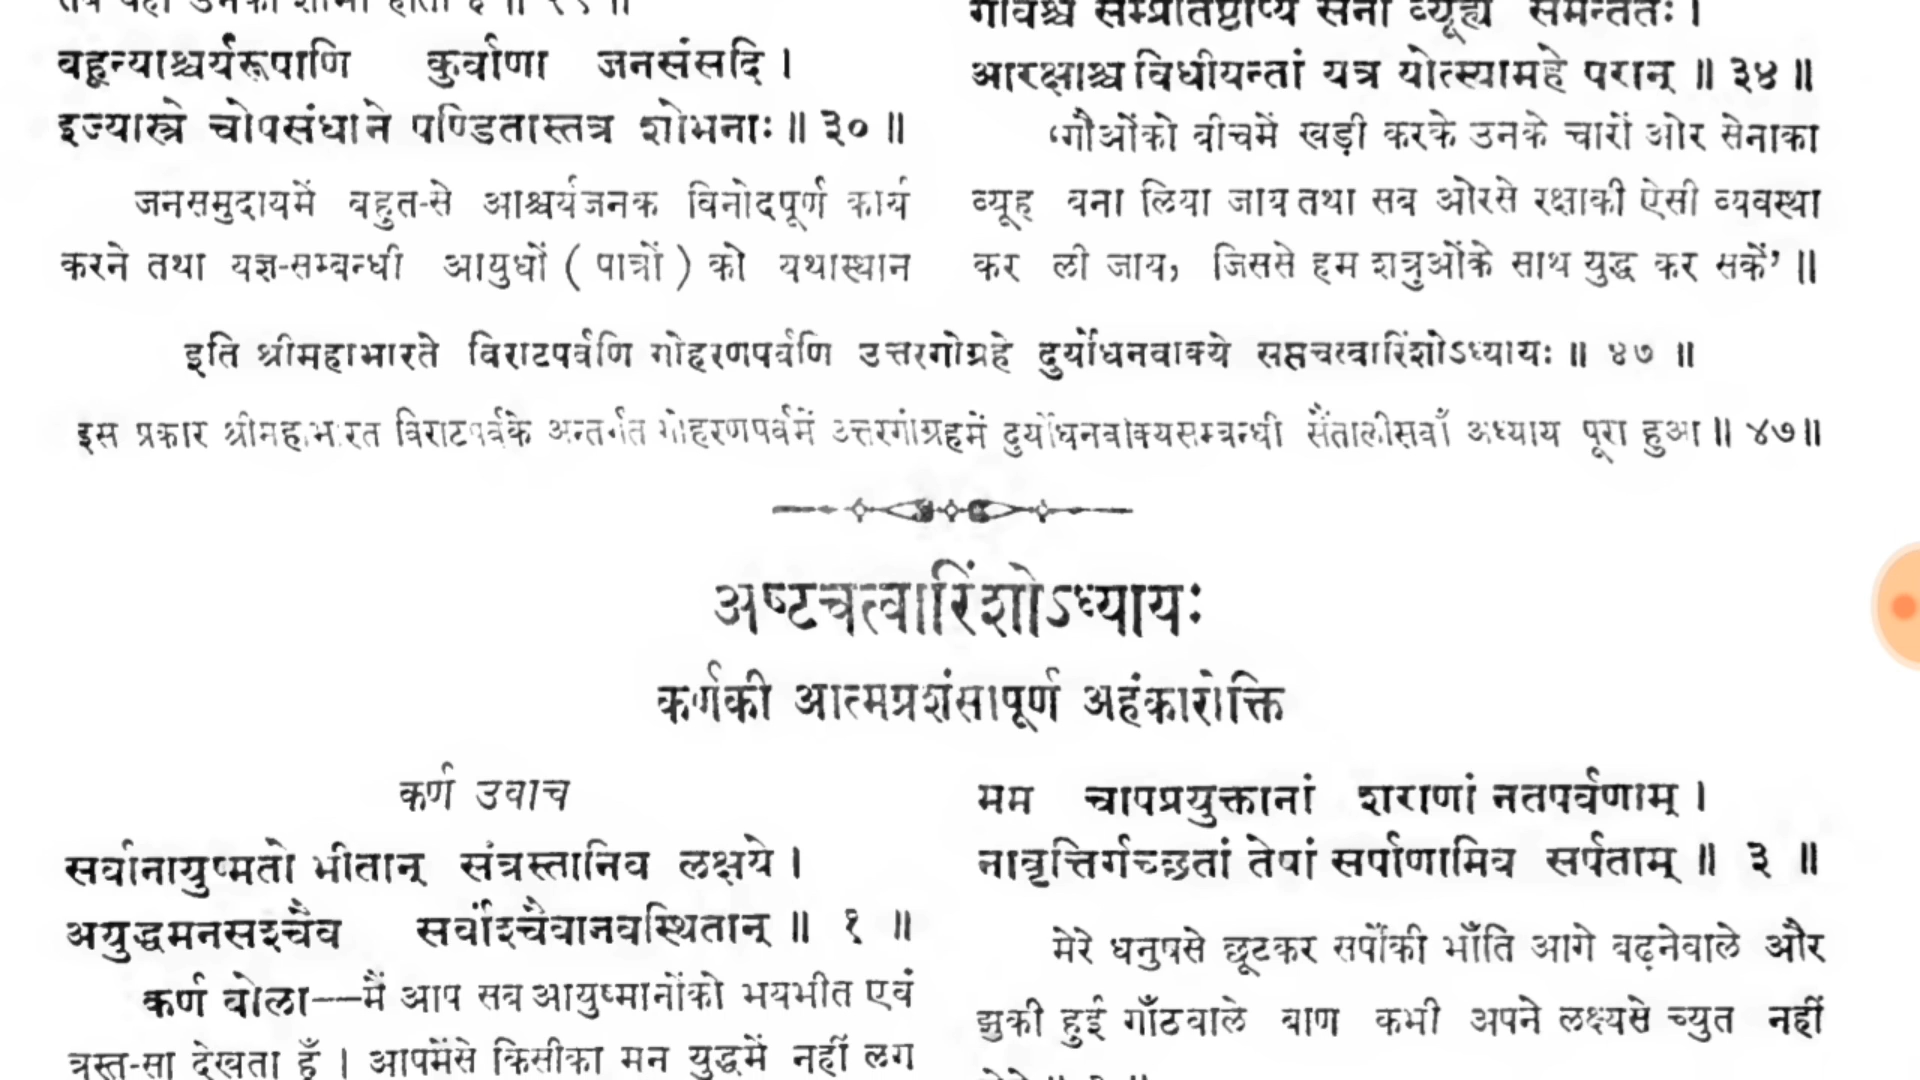 बहून्याश्चर्यरूपाणि कुर्वाणा जनसंसदि ।
इज्यास्त्रे चोपसंधाने पण्डितास्तत्र शोभनाः ॥ ३० ॥
जनसमुदायमें बहुत-से आश्चर्यजनक विनोदपूर्ण कार्य
करने तथा यज्ञ-सम्बन्धी आयुधों ( पात्रों ) को यथास्थान
गावश्च सम्प्रतिष्ठाप्य सेनां व्यूह्य समन्ततः ।
आरक्षाश्च विधीयन्तां यत्र योत्स्यामहे परान् ॥ ३४ ॥
‘गौओंको बीचमें खड़ी करके उनके चारों ओर सेनाका
व्यूह बना लिया जाय तथा सब ओरसे रक्षाकी ऐसी व्यवस्था
कर ली जाय, जिससे हम शत्रुओंके साथ युद्ध कर सकें’ ॥
इति श्रीमहाभारते विराटपर्वणि गोहरणपर्वणि उत्तरगोग्रहे दुर्योधनवाक्ये सप्तचत्वारिंशोऽध्यायः ॥ ४७ ॥
इस प्रकार श्रीमहाभारत विराटपर्वके अन्तर्गत गोहरणपर्वमें उत्तरगोग्रहमें दुर्योधनवाक्यसम्बन्धी सैंतालीसवाँ अध्याय पूरा हुआ ॥ ४७ ॥
अष्टचत्वारिंशोऽध्यायः
कर्णकी आत्मप्रशंसापूर्ण अहंकारोक्ति
कर्ण उवाच
सर्वानायुष्मतो भीतान् संत्रस्तानिव लक्षये ।
अयुद्धमनसश्चैव सर्वांश्चैवानवस्थितान् ॥ १ ॥
कर्ण बोला—मैं आप सब आयुष्मानोंको भयभीत एवं
त्रस्त-सा देखता हूँ । आपमेंसे किसीका मन युद्धमें नहीं लग
मम चापप्रयुक्तानां शराणां नतपर्वणाम् ।
नावृत्तिर्गच्छतां तेषां सर्पाणामिव सर्पताम् ॥ ३ ॥
मेरे धनुषसे छूटकर सर्पोंकी भाँति आगे बढ़नेवाले और
झुकी हुई गाँठवाले बाण कभी अपने लक्ष्यसे च्युत नहीं